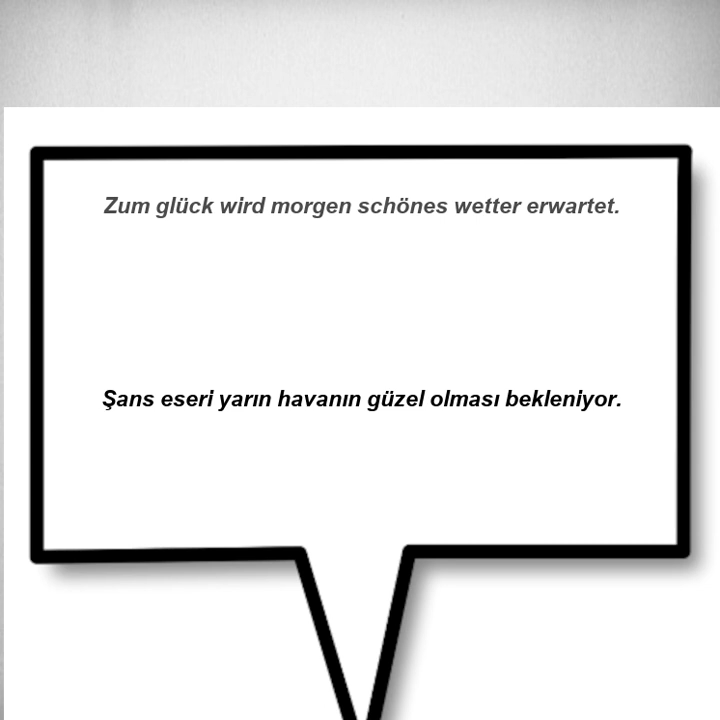 Zum glück wird morgen schönes wetter erwartet.
Şans eseri yarın havanın güzel olması bekleniyor.